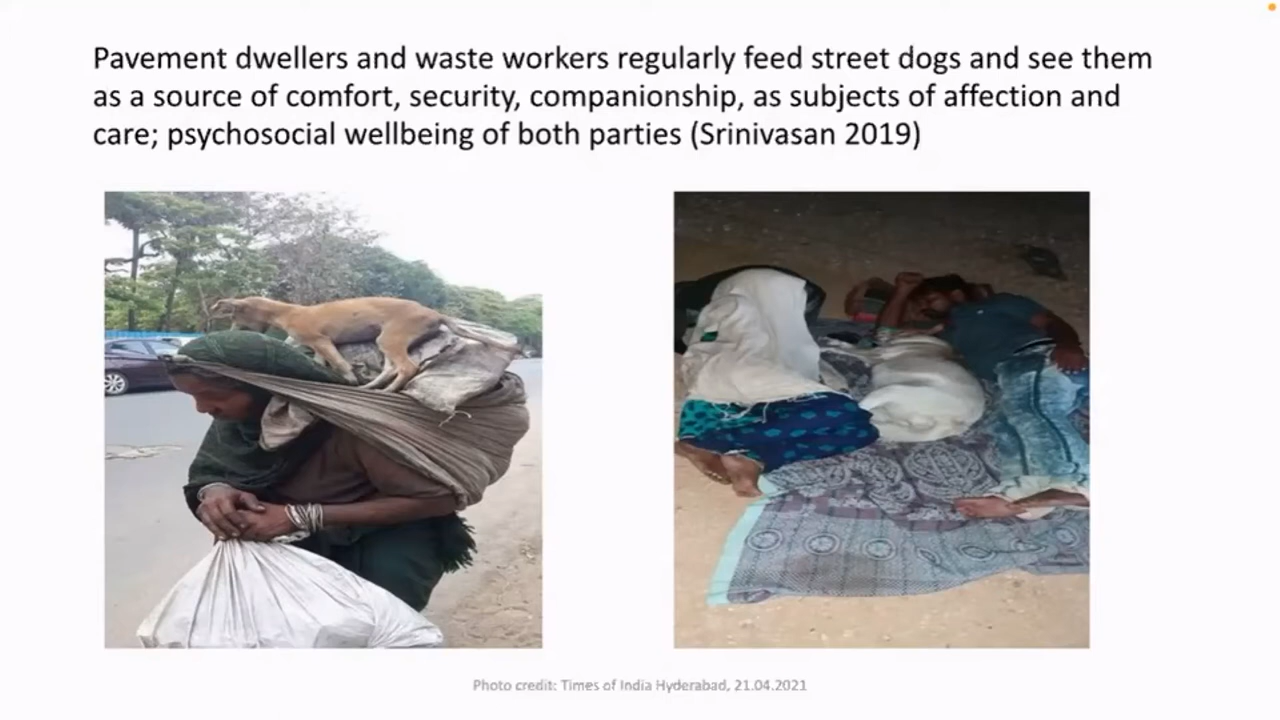 Pavement dwellers and waste workers regularly feed street dogs and see them
as a source of comfort, security, companionship, as subjects of affection and
care; psychosocial wellbeing of both parties (Srinivasan 2019)
Photo credit: Times of India Hyderabad, 21.04.2021